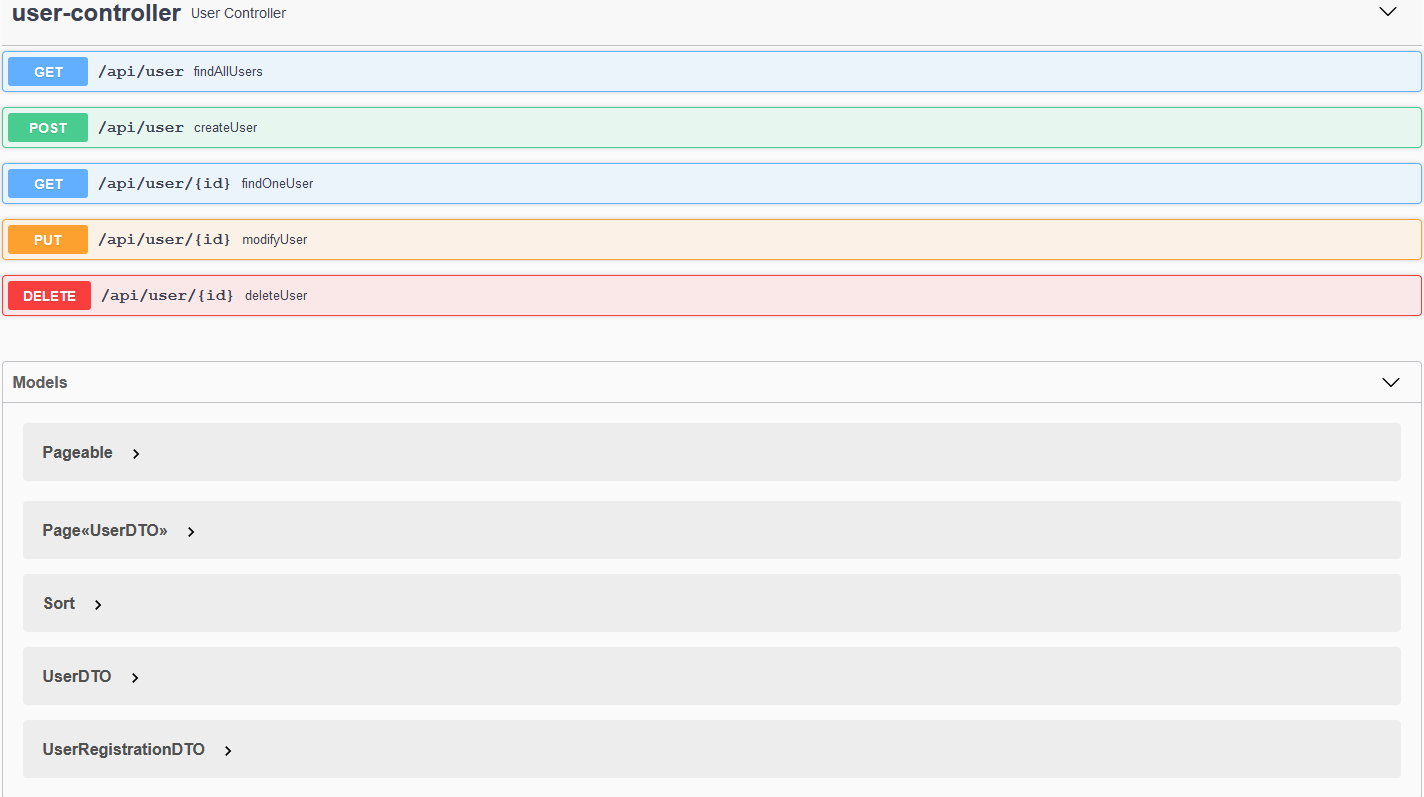 user-controller User Controller
GET /api/user findAllUsers
POST /api/user createUser
GET /api/user/{id} findOneUser
PUT /api/user/{id} modifyUser
DELETE /api/user/{id} deleteUser
Models
Pageable
Page«UserDTO»
Sort
UserDTO
UserRegistrationDTO